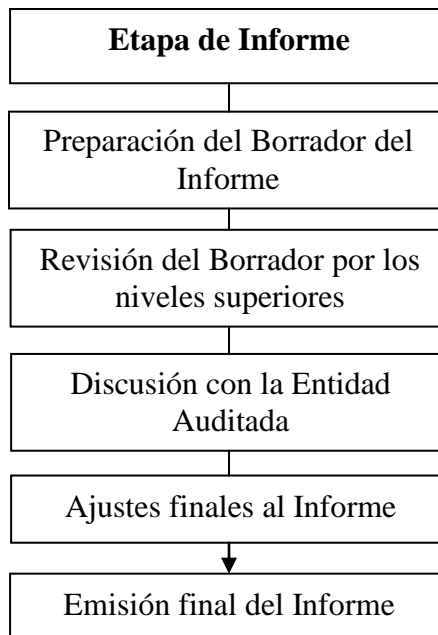 Etapa de Informe
Preparación del Borrador del
Informe
Revisión del Borrador por los
niveles superiores
Discusión con la Entidad
Auditada
Ajustes finales al Informe
Emisión final del Informe